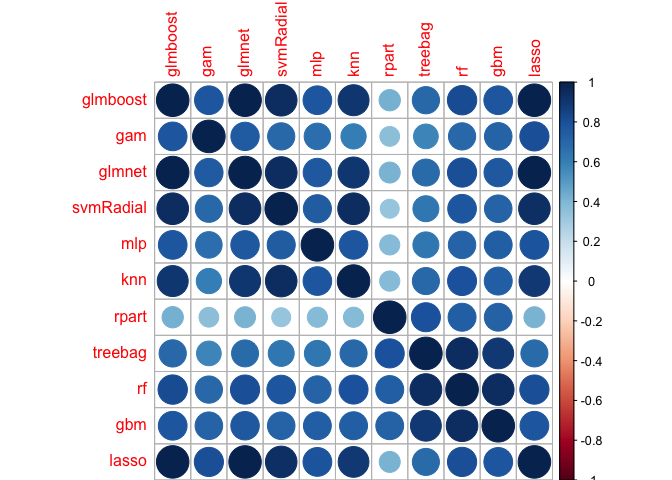 glmboost
gam
glmnet
svmRadial
mlp
knn
rpart
treebag
rf
gbm
lasso
glmboost
gam
glmnet
svmRadial
mlp
knn
rpart
treebag
rf
gbm
lasso
1
0.8
0.6
0.4
0.2
0
-0.2
-0.4
-0.6
-0.8
-1